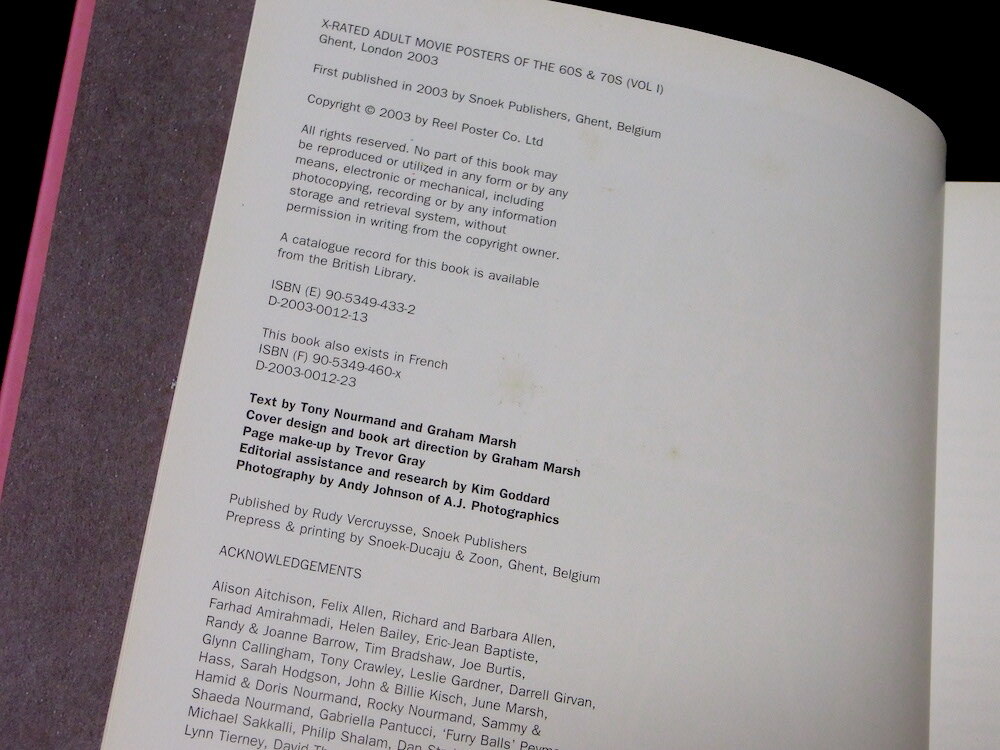 X-RATED ADULT MOVIE POSTERS OF THE 60S & 70S (VOL I)
Ghent, London 2003
First published in 2003 by Snoek Publishers, Ghent, Belgium
Copyright © 2003 by Reel Poster Co. Ltd
All rights reserved. No part of this book may
be reproduced or utilized in any form or by any
means, electronic or mechanical, including
photocopying, recording or by any information
storage and retrieval system, without
permission in writing from the copyright owner.
A catalogue record for this book is available
from the British Library.
ISBN (E) 90-5349-433-2
D-2003-0012-13
This book also exists in French
ISBN (F) 90-5349-460-x
D-2003-0012-23
Text by Tony Nourmand and Graham Marsh
Cover design and book art direction by Graham Marsh
Page make-up by Trevor Gray
Editorial assistance and research by Kim Goddard
Photography by Andy Johnson of A.J. Photographics
Published by Rudy Vercruysse, Snoek Publishers
Prepress & printing by Snoek-Ducaju & Zoon, Ghent, Belgium
ACKNOWLEDGEMENTS
Alison Aitchison, Felix Allen, Richard and Barbara Allen,
Farhad Amirahmadi, Helen Bailey, Eric-Jean Baptiste,
Randy & Joanne Barrow, Tim Bradshaw, Joe Burtis,
Glynn Callingham, Tony Crawley, Leslie Gardner, Darrell Girvan,
Hass, Sarah Hodgson, John & Billie Kisch, June Marsh,
Hamid & Doris Nourmand, Rocky Nourmand, Sammy &
Shaeda Nourmand, Gabriella Pantucci, 'Furry Balls'
Michael Sakkalli, Philip Shalam, Dan
Lynn Tierney, David